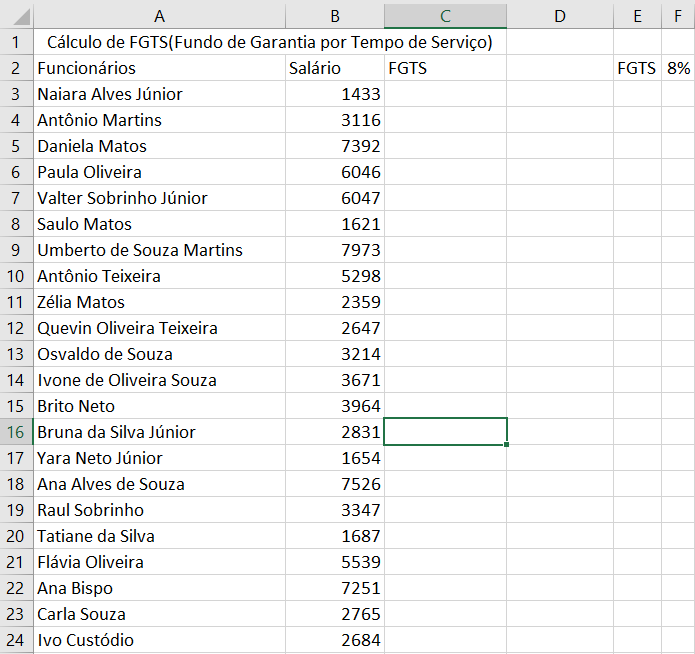 A B C D E F
1 Cálculo de FGTS(Fundo de Garantia por Tempo de Serviço)
2 Funcionários Salário FGTS FGTS 8%
3 Naiara Alves Júnior 1433
4 Antônio Martins 3116
5 Daniela Matos 7392
6 Paula Oliveira 6046
7 Valter Sobrinho Júnior 6047
8 Saulo Matos 1621
9 Umberto de Souza Martins 7973
10 Antônio Teixeira 5298
11 Zélia Matos 2359
12 Quevin Oliveira Teixeira 2647
13 Osvaldo de Souza 3214
14 Ivone de Oliveira Souza 3671
15 Brito Neto 3964
16 Bruna da Silva Júnior 2831
17 Yara Neto Júnior 1654
18 Ana Alves de Souza 7526
19 Raul Sobrinho 3347
20 Tatiane da Silva 1687
21 Flávia Oliveira 5539
22 Ana Bispo 7251
23 Carla Souza 2765
24 Ivo Custódio 2684